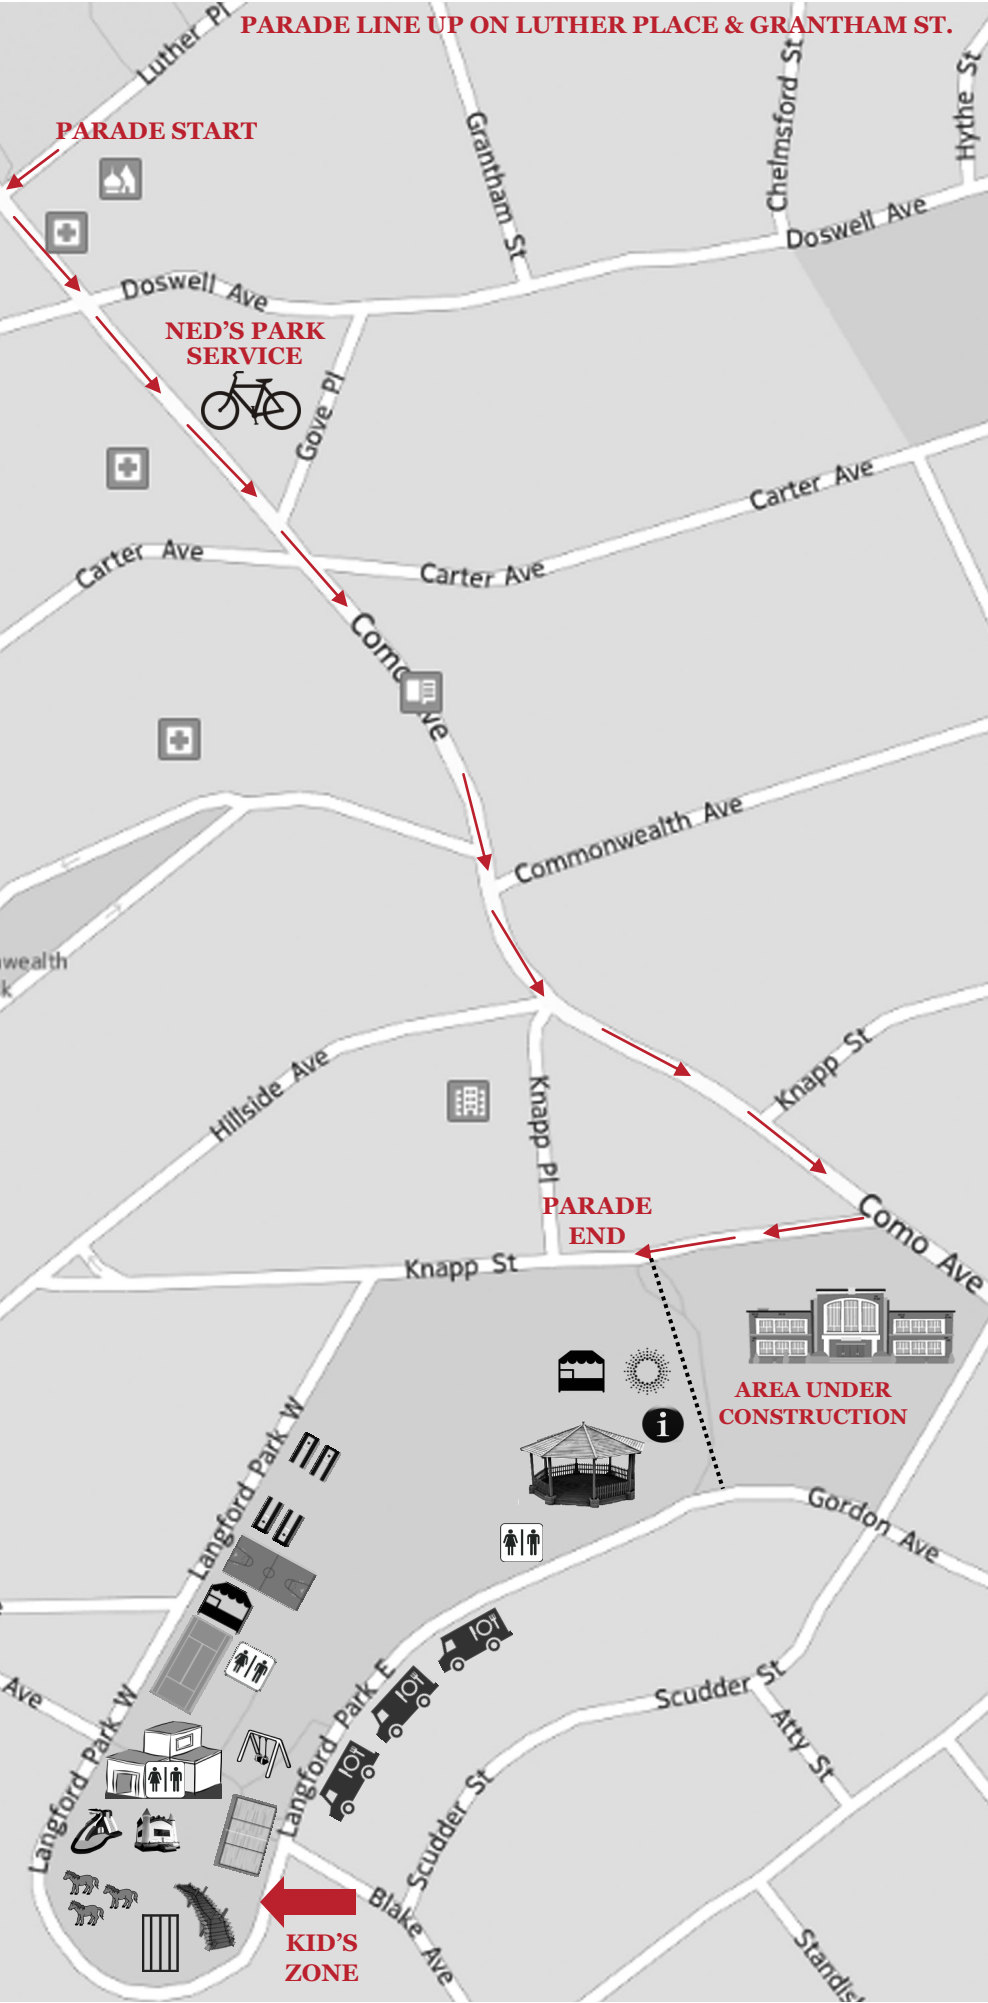 PARADE LINE UP ON LUTHER PLACE & GRANTHAM ST.
Luther Pl
PARADE START
Grantham St
Chelmsford St
Hythe St
Doswell Ave
Doswell Ave
NED'S PARK
SERVICE
Gove Pl
Carter Ave
Carter Ave
Carter Ave
Como Ave
Commonwealth Ave
wealth
k
Knapp St
Hillside Ave
Knapp Pl
PARADE
END
Como Ave
Knapp St
AREA UNDER
CONSTRUCTION
i
Langford Park W
Gordon Ave
Langford Park E
Scudder St
Ave
Langford Park W
Atty St
Scudder St
Blake Ave
KID'S
ZONE
Standis